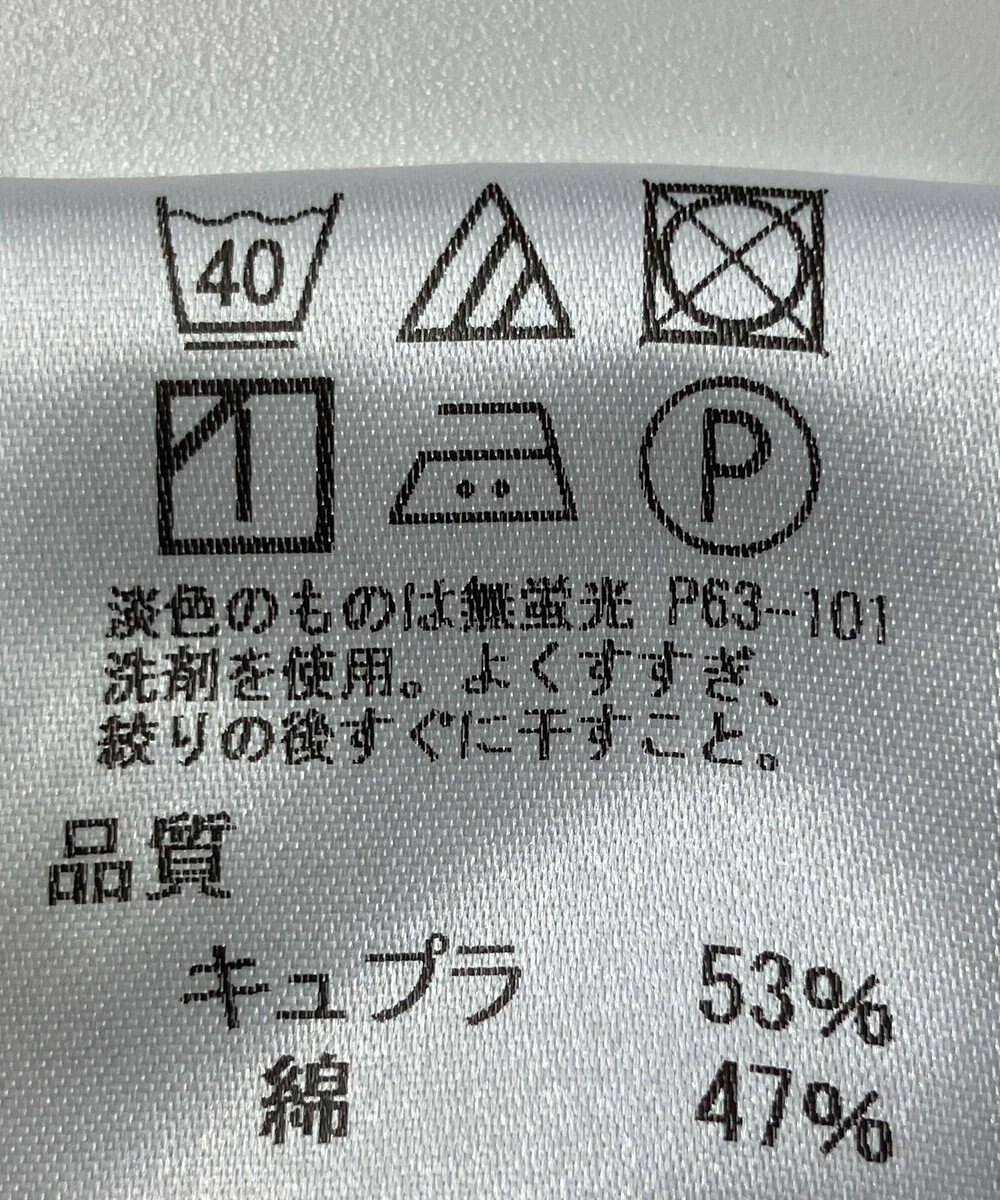 40
P
淡色のものは無蛍光 P63-101
洗剤を使用。よくすすぎ、
絞りの後すぐに干すこと。
品質
キュプラ 53%
綿 47%